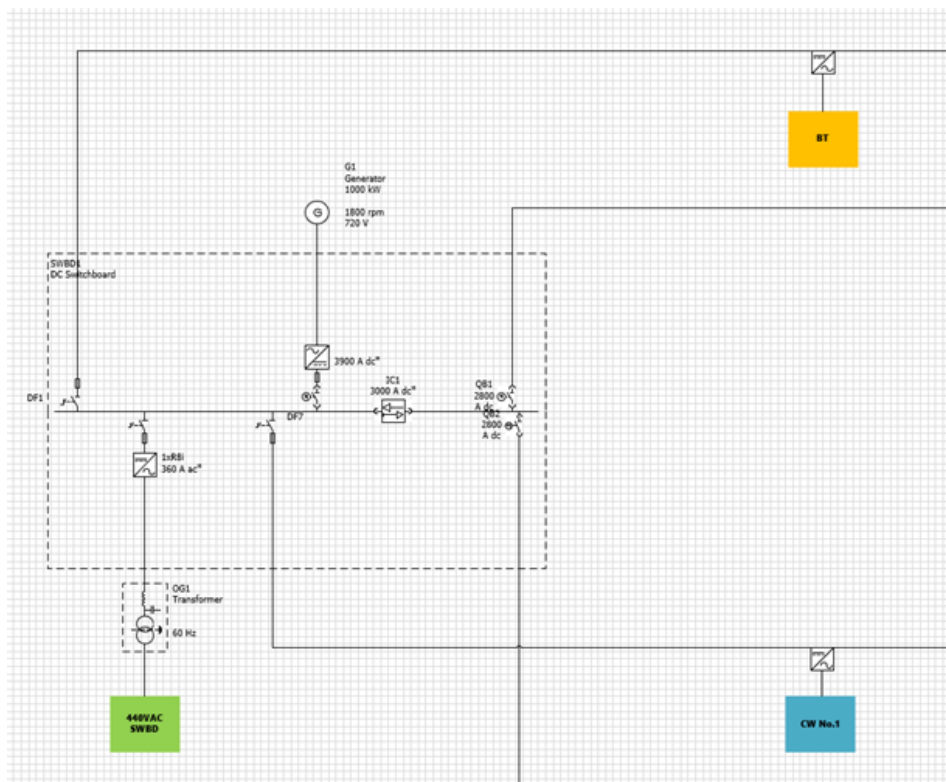 BT
G1
Generator
1000 kW
1800 rpm
720 V
G
SWBD1
DC Switchboard
3900 A dc*
IC1
3000 A dc*
QB1
2800
A dc
QB2
2800
A dc
DF1
DF7
1xR8i
360 A ac*
OG1
Transformer
60 Hz
440VAC
SWBD
CW No.1